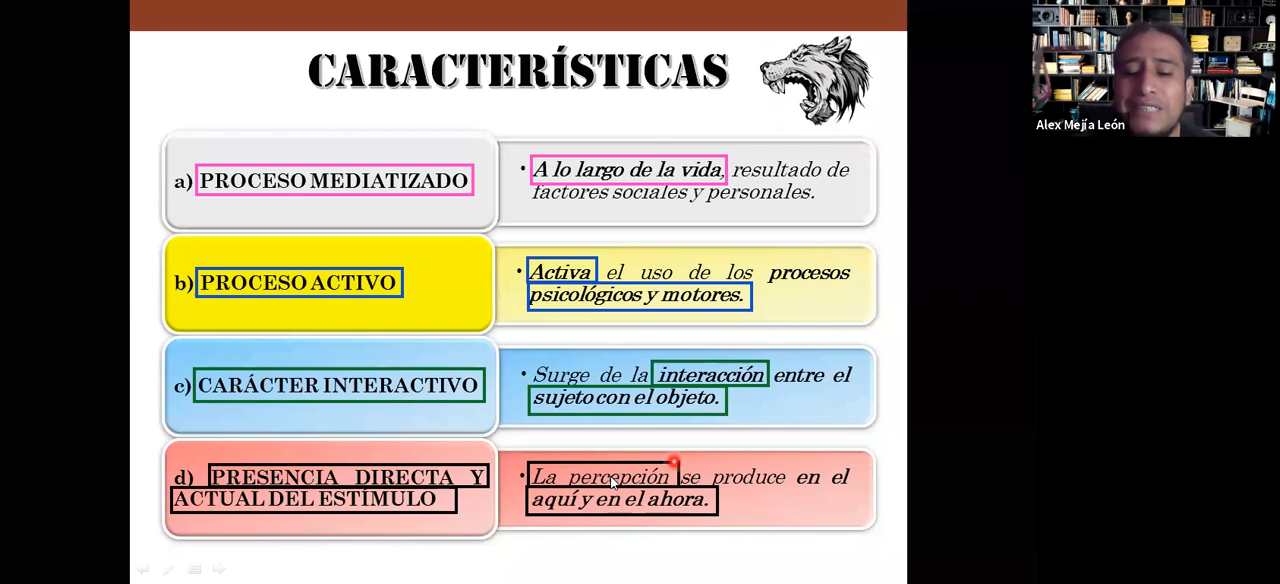 CARACTERÍSTICAS
Alex Mejía León
a) PROCESO MEDIATIZADO
• A lo largo de la vida, resultado de
factores sociales y personales.
b) PROCESO ACTIVO
• Activa el uso de los procesos
psicológicos y motores.
c) CARÁCTER INTERACTIVO
• Surge de la interacción entre el
sujeto con el objeto.
d) PRESENCIA DIRECTA Y
ACTUAL DEL ESTÍMULO
• La percepción se produce en el
aquí y en el ahora.